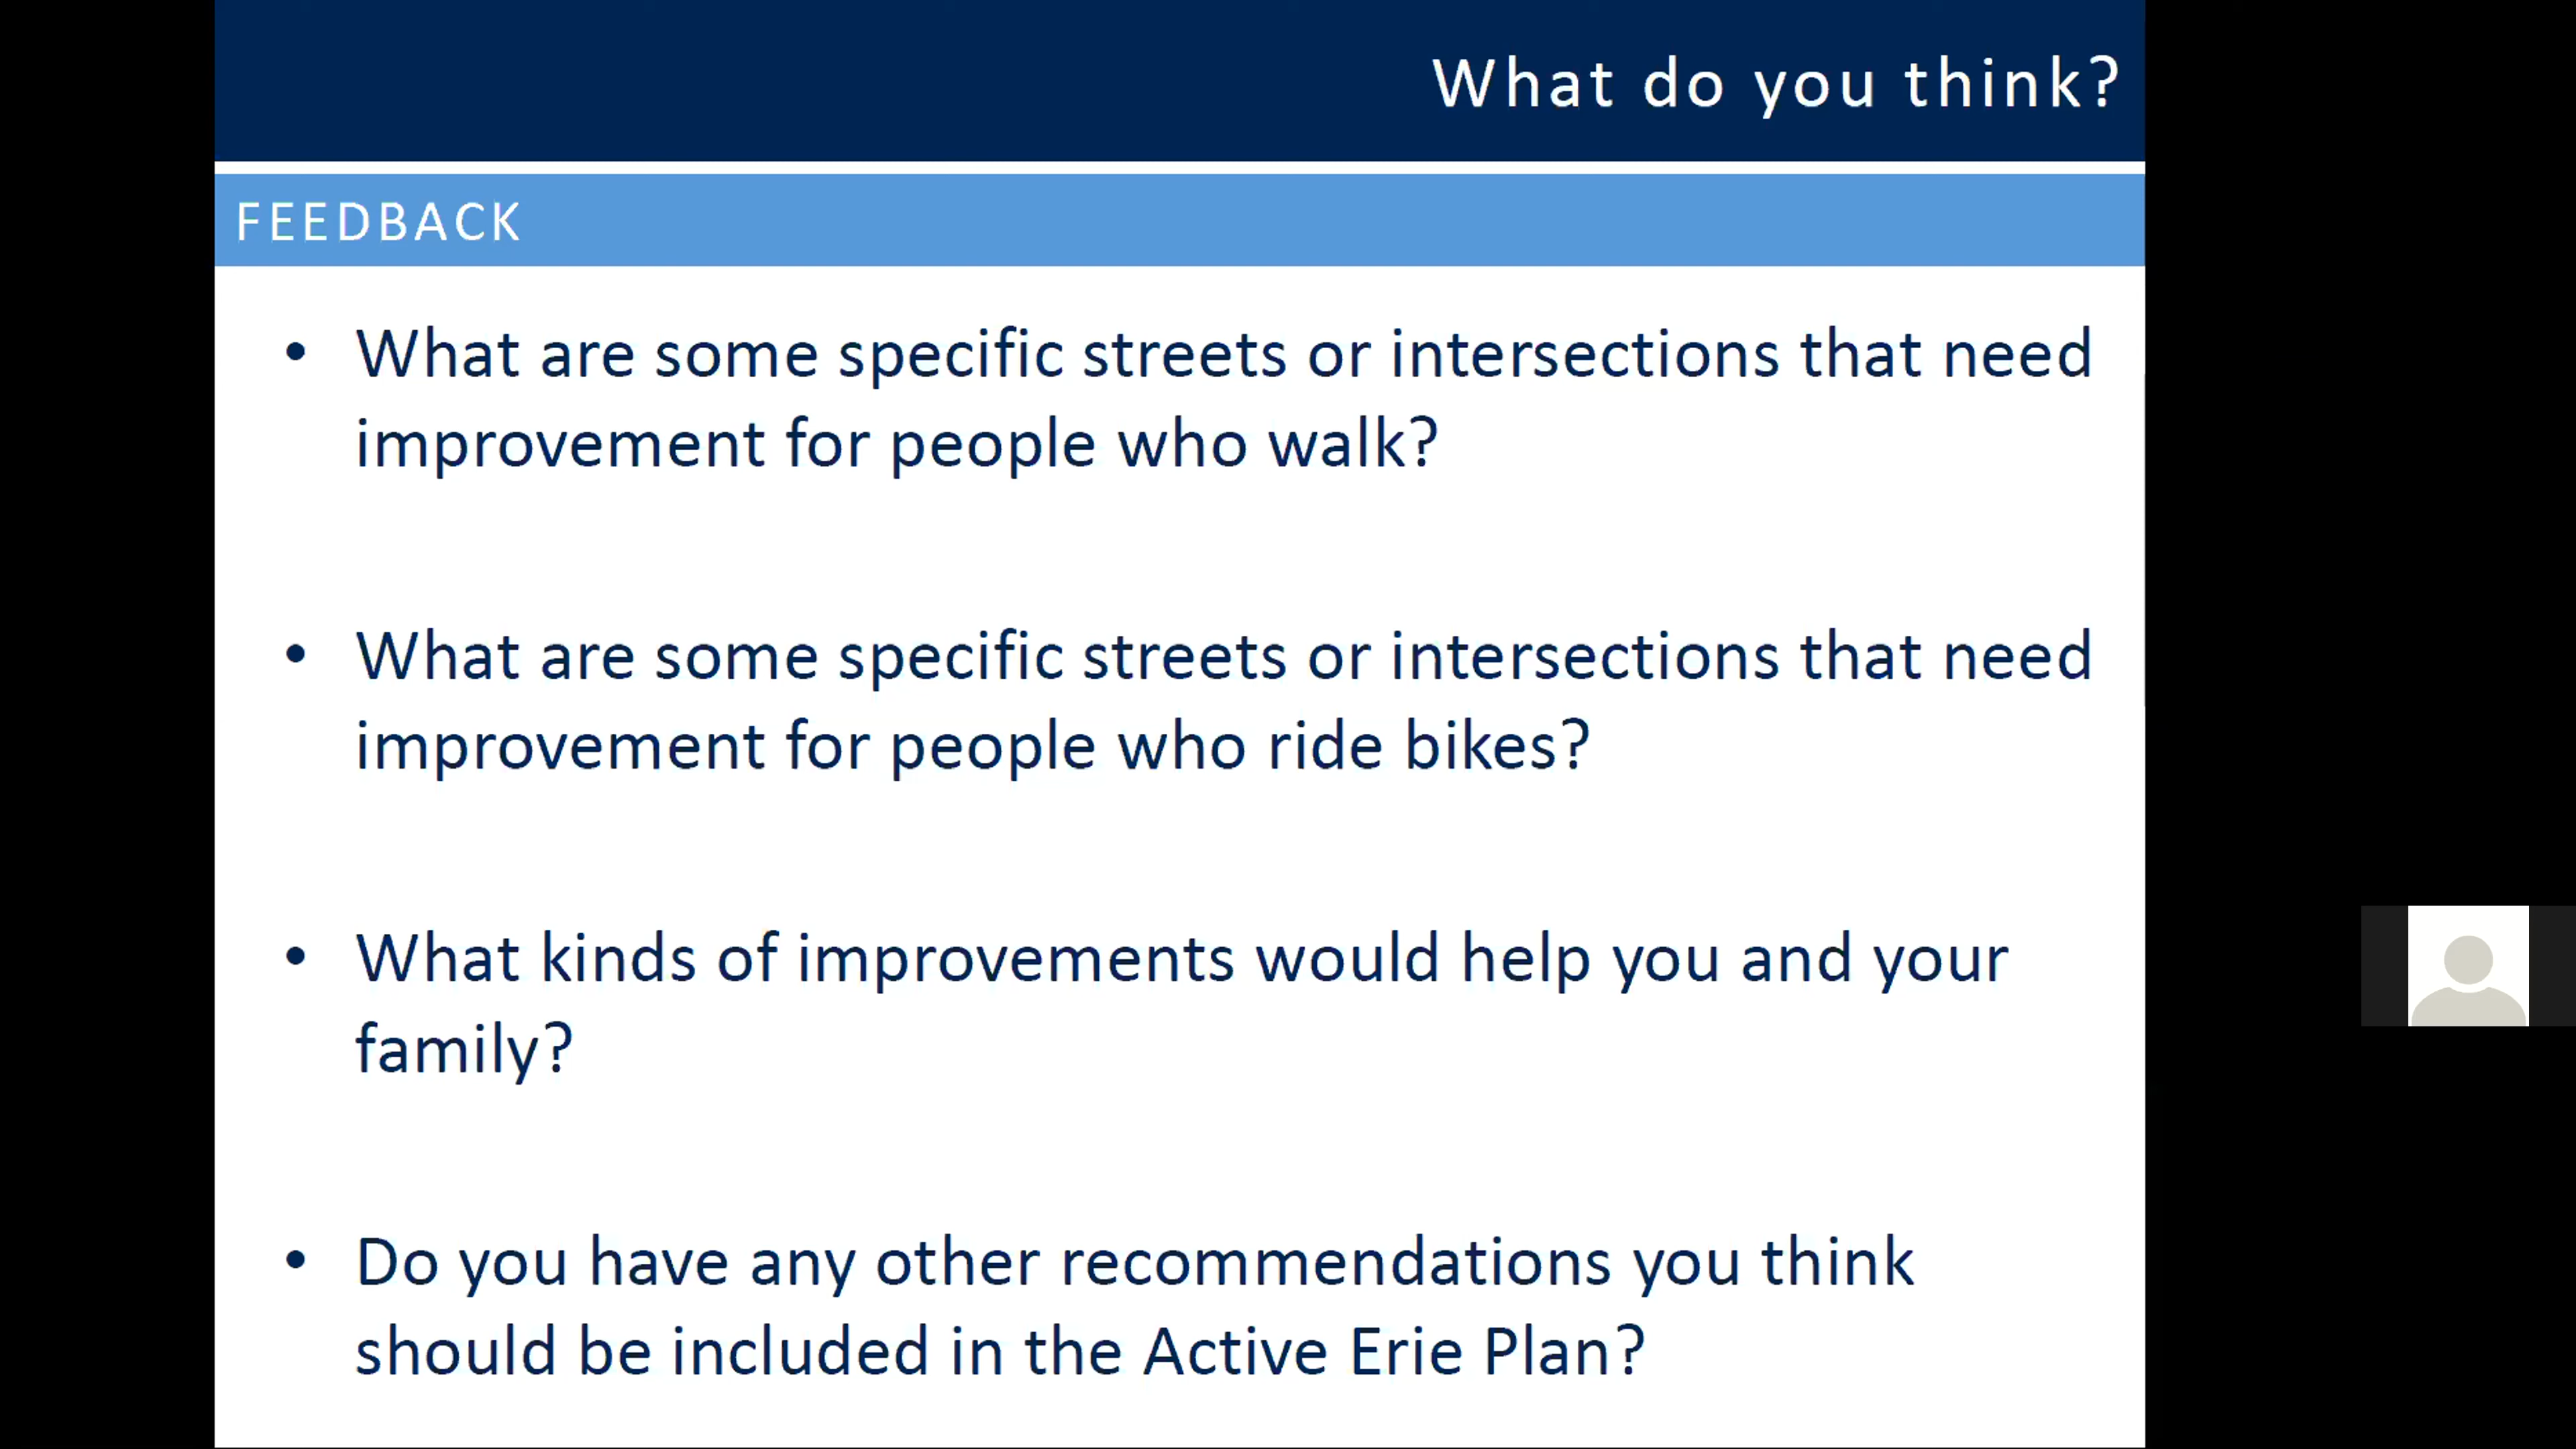 What do you think?
FEEDBACK
• What are some specific streets or intersections that need
improvement for people who walk?
• What are some specific streets or intersections that need
improvement for people who ride bikes?
• What kinds of improvements would help you and your
family?
• Do you have any other recommendations you think
should be included in the Active Erie Plan?